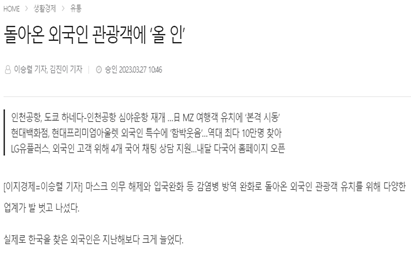 HOME > 생활경제 > 유통
돌아온 외국인 관광객에 ‘올 인’
이승렬 기자, 김진이 기자 승인 2023.03.27 10:46
인천공항, 도쿄 하네다-인천공항 심야운항 재개 ...日 MZ 여행객 유치에 ‘본격 시동’
현대백화점, 현대프리미엄아울렛 외국인 특수에 ‘함박웃음’...역대 최다 10만명 찾아
LG유플러스, 외국인 고객 위해 4개 국어 채팅 상담 지원...내달 다국어 홈페이지 오픈
[이지경제=이승렬 기자] 마스크 의무 해제와 입국완화 등 감염병 방역 완화로 돌아온 외국인 관광객 유치를 위해 다양한
업계가 발 벗고 나섰다.
실제로 한국을 찾은 외국인은 지난해보다 크게 늘었다.